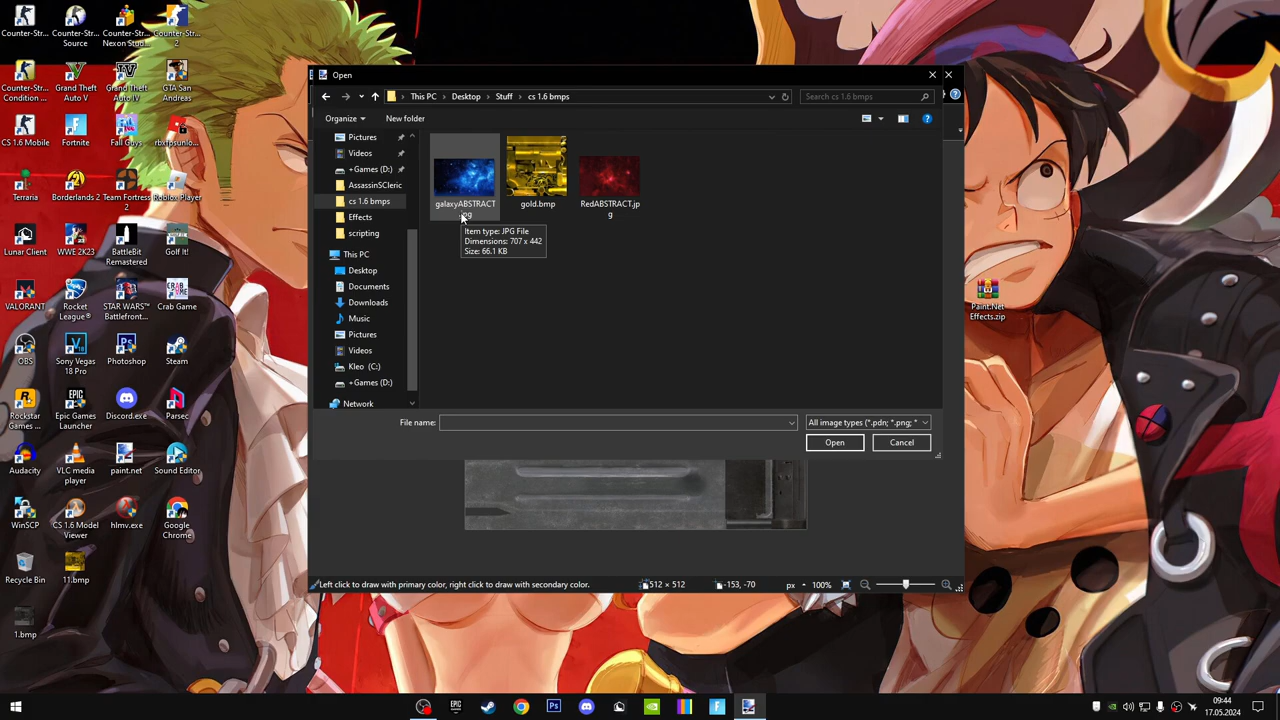 Counter-Str...
Counter-Str... Source
Counter-Str... Nexon Stud...
Counter-Str... 2
Counter-Str... Condition ...
Grand Theft Auto V
Grand Theft Auto IV
GTA San Andreas
CS 1.6 Mobile
Fortnite
Fall Guys
rbxfpsunlo...
Terraria
Borderlands 2
Team Fortress 2
Roblox Player
Lunar Client
WWE 2K23
BattleBit Remastered
Golf It!
VALORANT
Rocket League®
STAR WARS™ Battlefront...
Crab Game
OBS
Sony Vegas 18 Pro
Photoshop
Steam
Rockstar Games ...
Epic Games Launcher
Discord.exe
Parsec
Audacity
VLC media player
paint.net
Sound Editor
WinSCP
CS 1.6 Model Viewer
hlmv.exe
Google Chrome
Recycle Bin
11.bmp
1.bmp
Open
This PC › Desktop › Stuff › cs 1.6 bmps
Search cs 1.6 bmps
Organize
New folder
Pictures
Videos
+Games (D:)
AssassinSCleric
cs 1.6 bmps
Effects
scripting
This PC
Desktop
Documents
Downloads
Music
Pictures
Videos
Kleo (C:)
+Games (D:)
Network
galaxyABSTRACT
.jpg
gold.bmp
RedABSTRACT.jp
g
Item type: JPG File
Dimensions: 707 x 442
Size: 66.1 KB
File name:
All image types (*.pdn; *.png; *
Open
Cancel
Left click to draw with primary color, right click to draw with secondary color.
512 × 512
-153, -70
px
100%
Paint.Net
Effects.zip
EPIC
Ps
F
09:44
17.05.2024